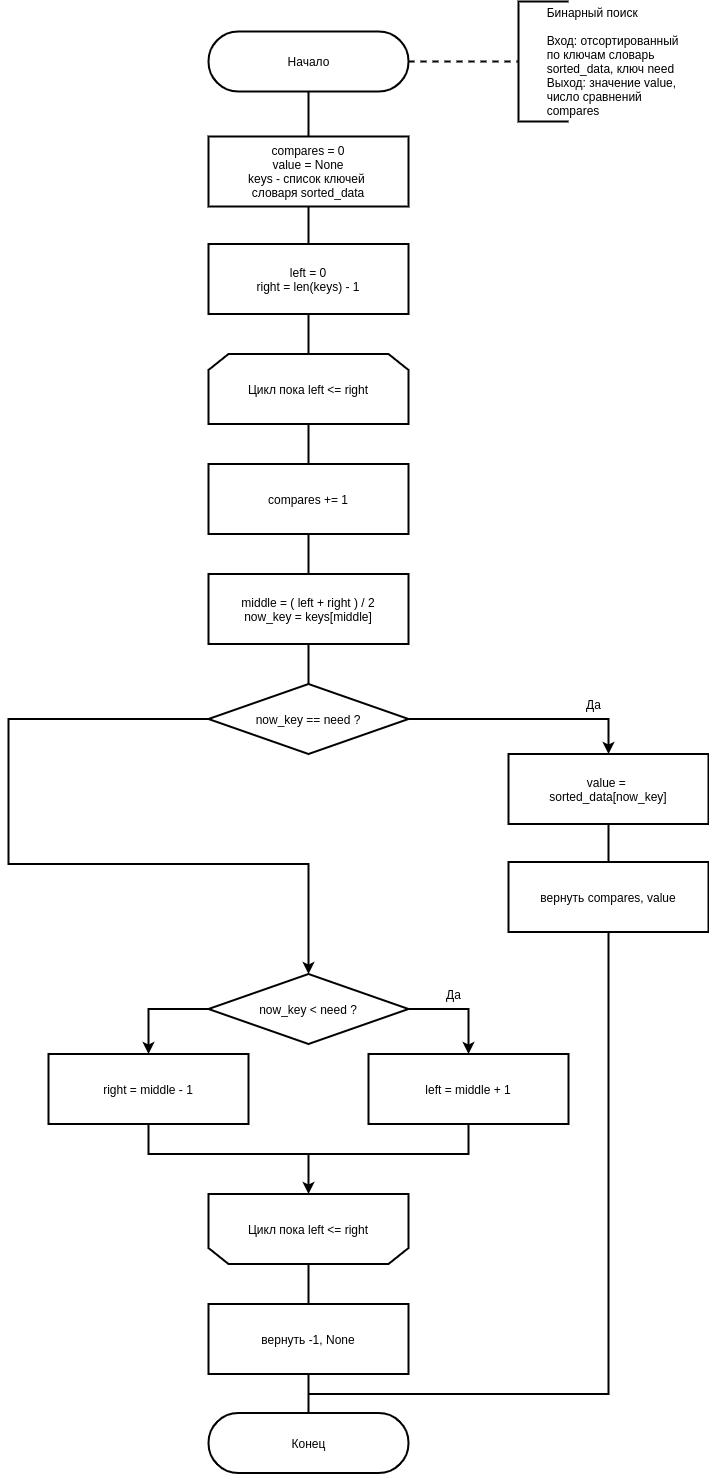 Бинарный поиск
Вход: отсортированный
по ключам словарь
sorted_data, ключ need
Выход: значение value,
число сравнений
compares
Начало
compares = 0
value = None
keys - список ключей
словаря sorted_data
left = 0
right = len(keys) - 1
Цикл пока left <= right
compares += 1
middle = ( left + right ) / 2
now_key = keys[middle]
now_key == need ?
Да
value =
sorted_data[now_key]
вернуть compares, value
now_key < need ?
Да
right = middle - 1
left = middle + 1
Цикл пока left <= right
вернуть -1, None
Конец